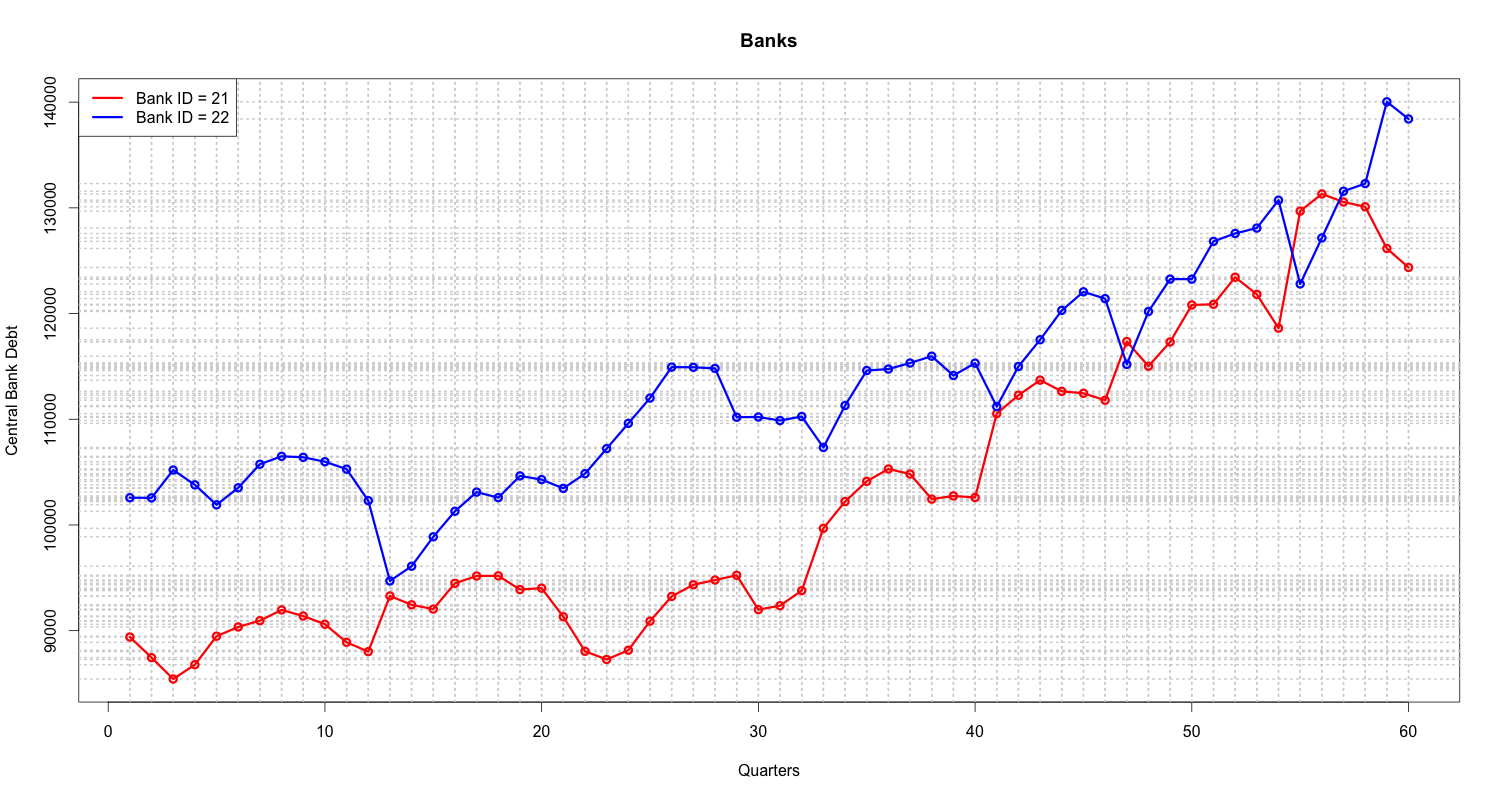 Banks
Bank ID = 21
Bank ID = 22
Central Bank Debt
140000
130000
120000
110000
100000
90000
0 10 20 30 40 50 60
Quarters